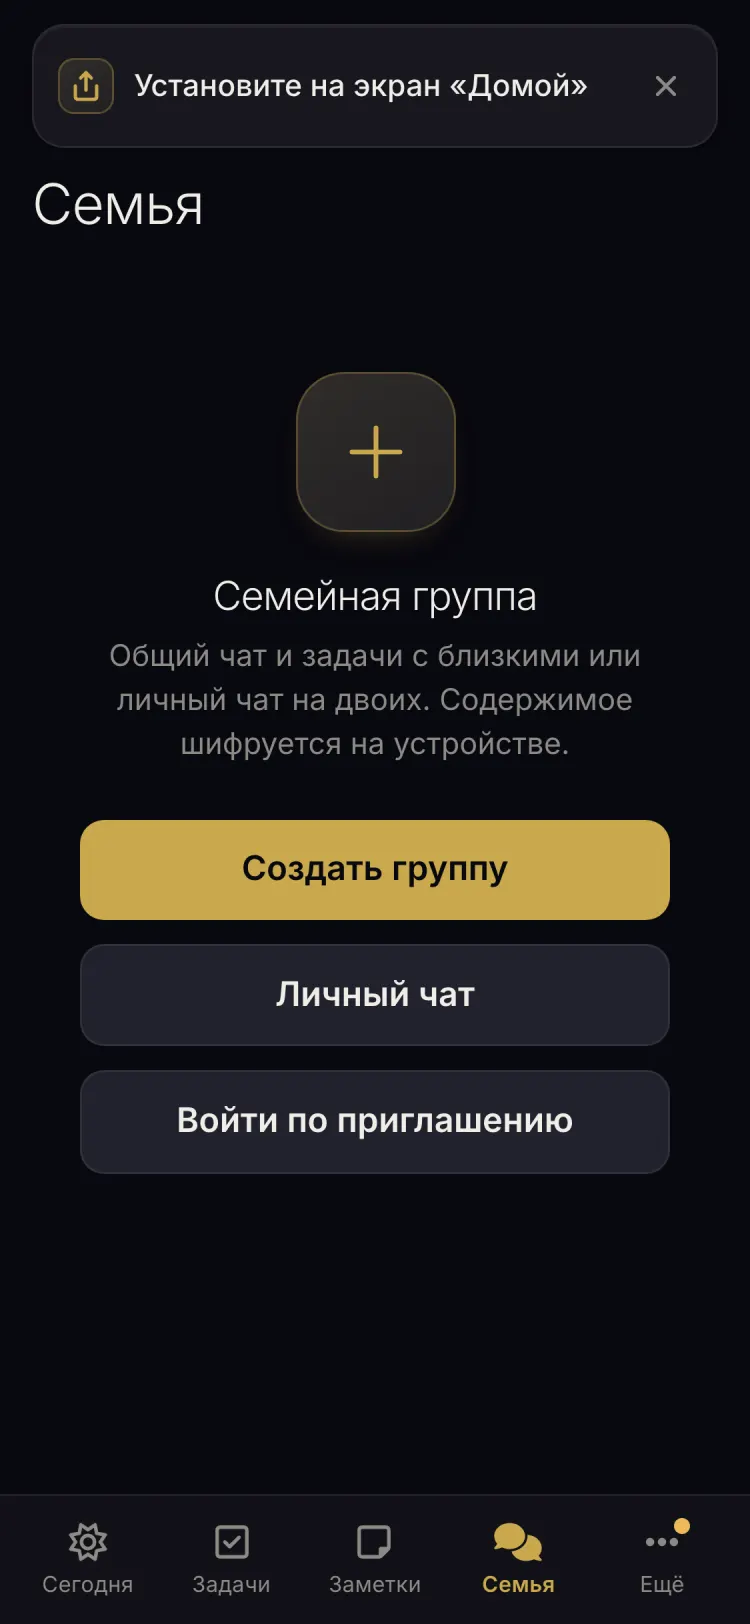 Установите на экран «Домой»
Семья
Семейная группа
Общий чат и задачи с близкими или
личный чат на двоих. Содержимое
шифруется на устройстве.
Создать группу
Личный чат
Войти по приглашению
Сегодня
Задачи
Заметки
Семья
Ещё